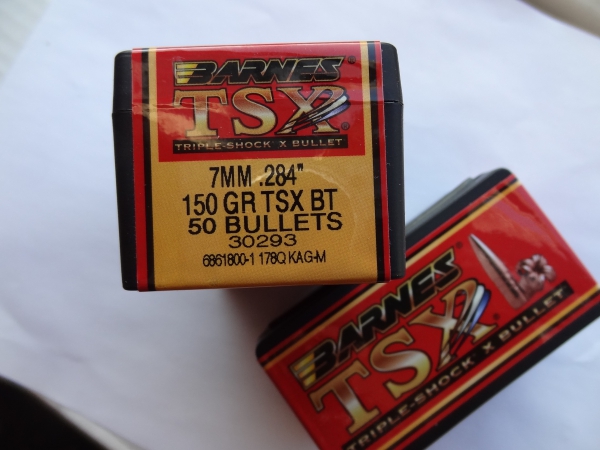 BARNES
TSX
TRIPLE-SHOCK X BULLET
7MM .284"
150 GR TSX BT
50 BULLETS
30293
6861800-1 178Q KAG-M
BARNES
TSX
TRIPLE-SHOCK X BULLET